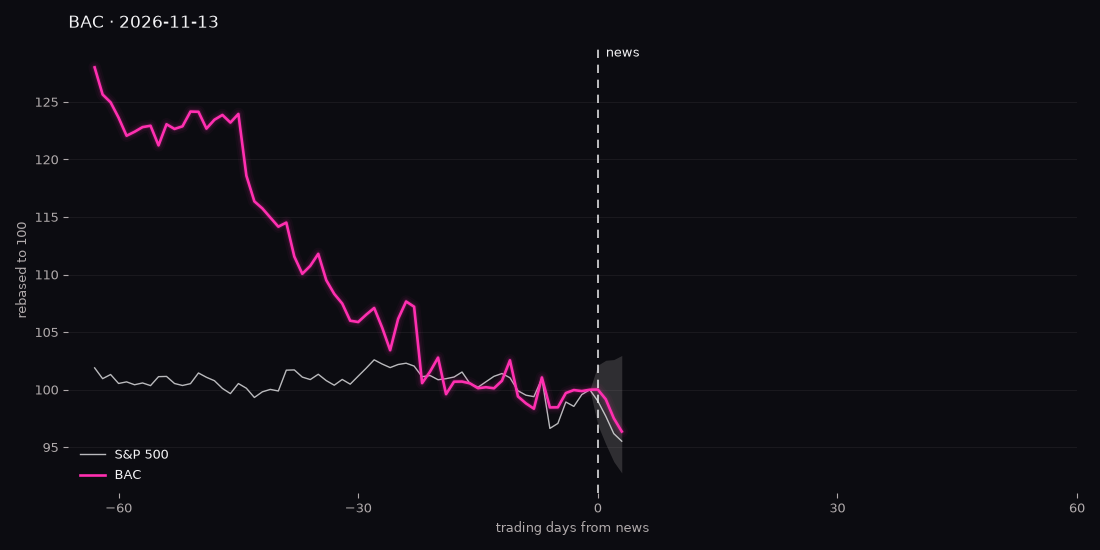 BAC · 2026-11-13
news
125
120
115
110
105
100
95
rebased to 100
S&P 500
BAC
−60
−30
0
30
60
trading days from news